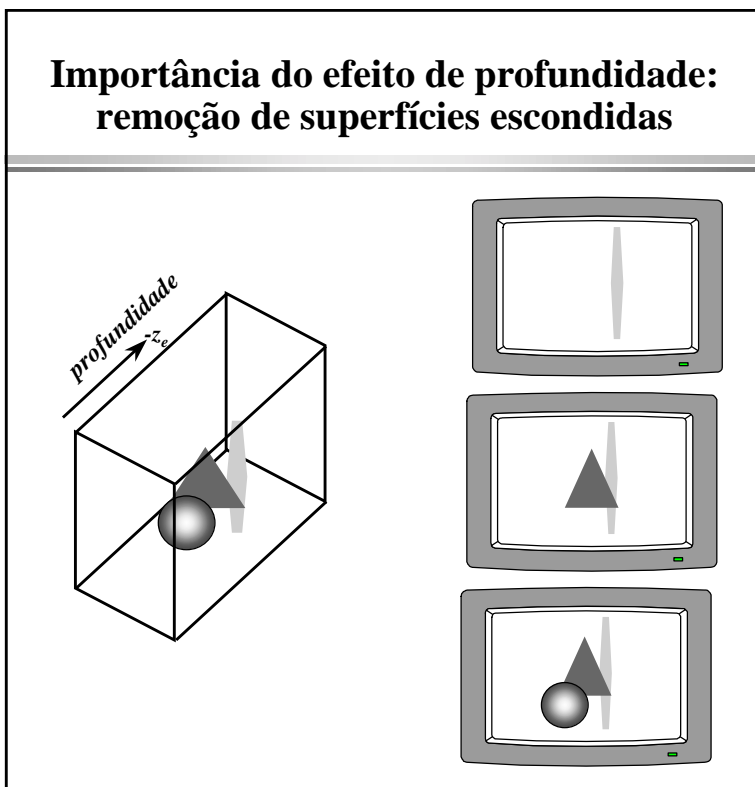 Importância do efeito de profundidade:
remoção de superfícies escondidas
profundidade
-zₑ